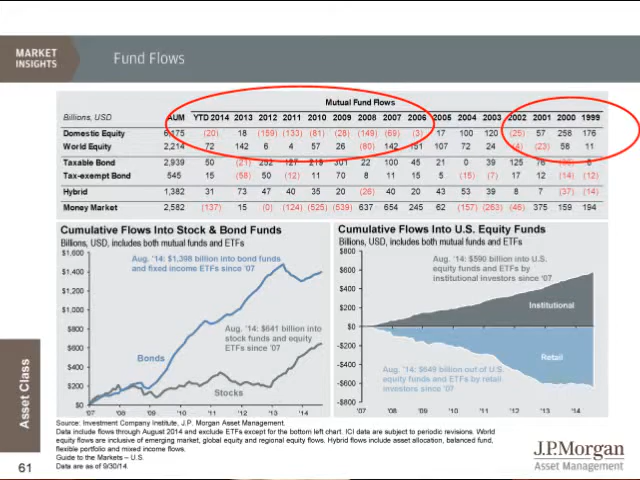 MARKET
INSIGHTS
Fund Flows
Mutual Fund Flows
Billions, USD AUM YTD 2014 2013 2012 2011 2010 2009 2008 2007 2006 2005 2004 2003 2002 2001 2000 1999
Domestic Equity 6,175 (20) 18 (159) (133) (81) (28) (149) (69) (3) 17 100 120 (25) 57 258 176
World Equity 2,214 72 142 6 4 57 26 (80) 142 151 107 72 24 (4) (23) 58 11
Taxable Bond 2,939 50 (21) 252 127 219 301 22 100 45 21 0 39 125 76
Tax-exempt Bond 545 15 (58) 50 (12) 11 70 8 11 15 5 (15) (7) 17 12 (14) (12)
Hybrid 1,382 31 73 47 40 35 20 (26) 40 20 43 53 39 8 7 (37) (14)
Money Market 2,582 (137) 15 (0) (124) (525) (539) 637 654 245 62 (157) (263) (46) 375 159 194
Cumulative Flows Into Stock & Bond Funds
Billions, USD, includes both mutual funds and ETFs
$1,600
$1,400
$1,200
$1,000
$800
$600
$400
$200
$0
Aug. '14: $1,398 billion into bond funds
and fixed income ETFs since '07
Aug. '14: $641 billion into
stock funds and equity
ETFs since '07
Bonds
Stocks
'07 '08 '09 '10 '11 '12 '13 '14
Cumulative Flows Into U.S. Equity Funds
Billions, USD, includes both mutual funds and ETFs
$800
$600
$400
$200
$0
-$200
-$400
-$600
-$800
Aug. '14: $590 billion into U.S.
equity funds and ETFs by
institutional investors since '07
Institutional
Retail
Aug. '14: $649 billion out of U.S.
equity funds and ETFs by retail
investors since '07
'07 '08 '09 '10 '11 '12 '13 '14
Asset Class
Source: Investment Company Institute, J.P. Morgan Asset Management.
Data include flows through August 2014 and exclude ETFs except for the bottom left chart. ICI data are subject to periodic revisions. World
equity flows are inclusive of emerging market, global equity and regional equity flows. Hybrid flows include asset allocation, balanced fund,
flexible portfolio and mixed income flows.
Guide to the Markets – U.S.
Data are as of 9/30/14.
61
J.P.Morgan
Asset Management